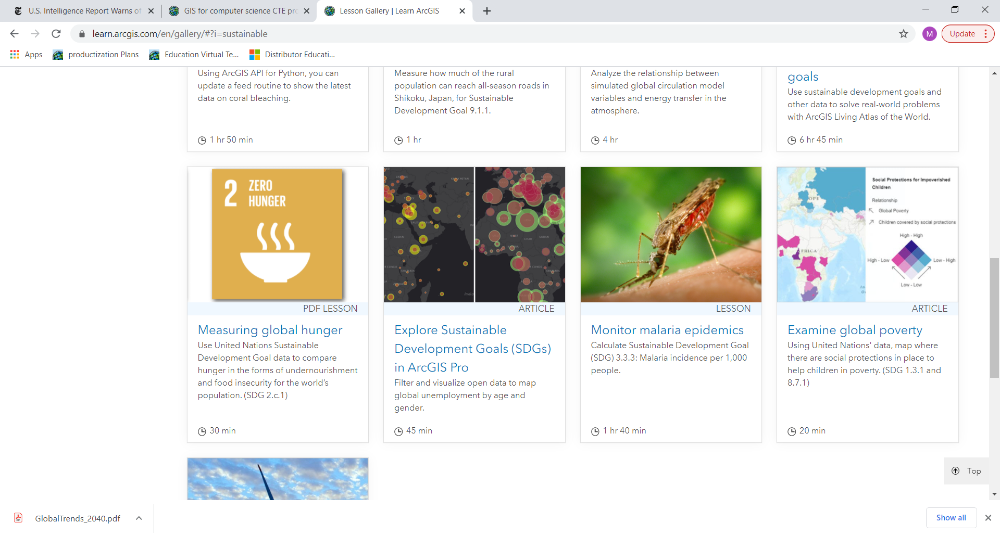 U.S. Intelligence Report Warns of
GIS for computer science CTE pro
Lesson Gallery | Learn ArcGIS
learn.arcgis.com/en/gallery/#?i=sustainable
M
Update
Apps
productization Plans
Education Virtual Te...
Distributor Educati...
Using ArcGIS API for Python, you can
update a feed routine to show the latest
data on coral bleaching.
1 hr 50 min
Measure how much of the rural
population can reach all-season roads in
Shikoku, Japan, for Sustainable
Development Goal 9.1.1.
1 hr
Analyze the relationship between
simulated global circulation model
variables and energy transfer in the
atmosphere.
4 hr
goals
Use sustainable development goals and
other data to solve real-world problems
with ArcGIS Living Atlas of the World.
6 hr 45 min
2 ZERO
HUNGER
PDF LESSON
Measuring global hunger
Use United Nations Sustainable
Development Goal data to compare
hunger in the forms of undernourishment
and food insecurity for the world's
population. (SDG 2.c.1)
30 min
SUDAN
CHAD
SUDAN
ARTICLE
Explore Sustainable
Development Goals (SDGs)
in ArcGIS Pro
Filter and visualize open data to map
global unemployment by age and
gender.
45 min
LESSON
Monitor malaria epidemics
Calculate Sustainable Development Goal
(SDG) 3.3.3: Malaria incidence per 1,000
people.
1 hr 40 min
Social Protections for Impoverished
Children
Relationship
Global Poverty
Children covered by social protections
High - High
High - Low
Low - High
Low - Low
FRICA
ARTICLE
Examine global poverty
Using United Nations' data, map where
there are social protections in place to
help children in poverty. (SDG 1.3.1 and
8.7.1)
20 min
Top
GlobalTrends_2040.pdf
Show all